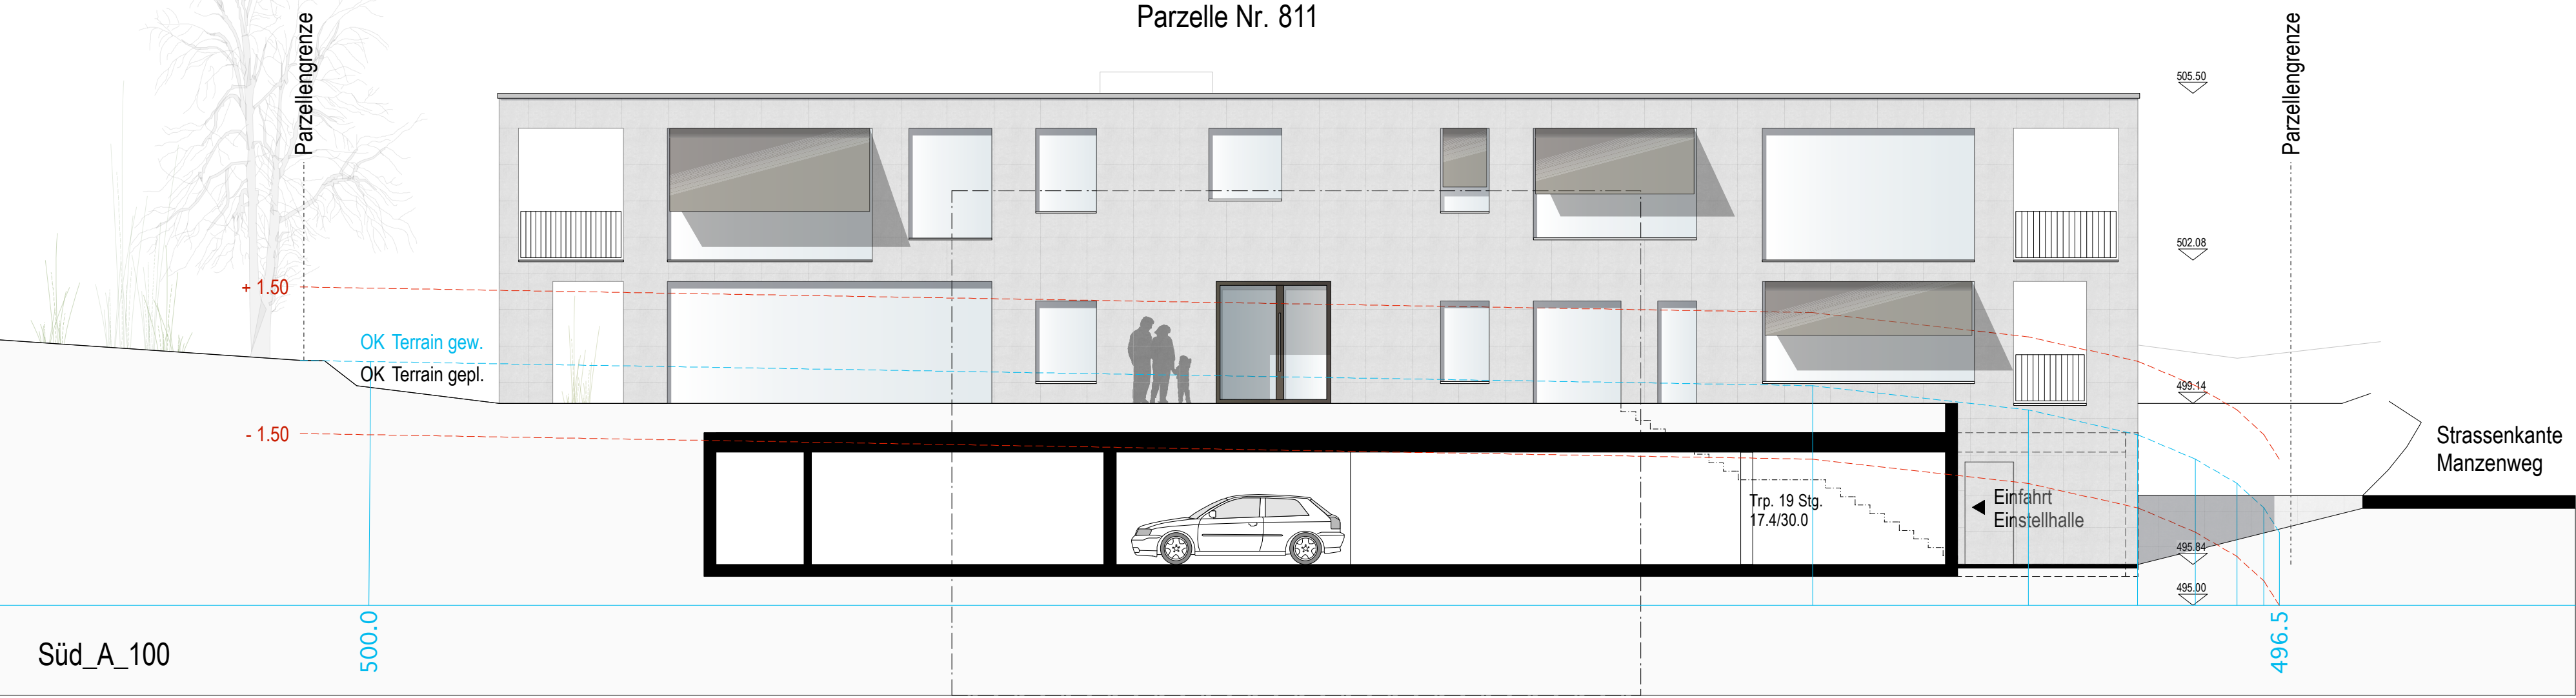 Parzelle Nr. 811
Parzellengrenze
Parzellengrenze
505.50
502.08
+ 1.50
OK Terrain gew.
OK Terrain gepl.
499.14
- 1.50
Strassenkante
Manzenweg
Trp. 19 Stg.
17.4/30.0
Einfahrt
Einstellhalle
495.84
495.00
500.0
496.5
Süd_A_100